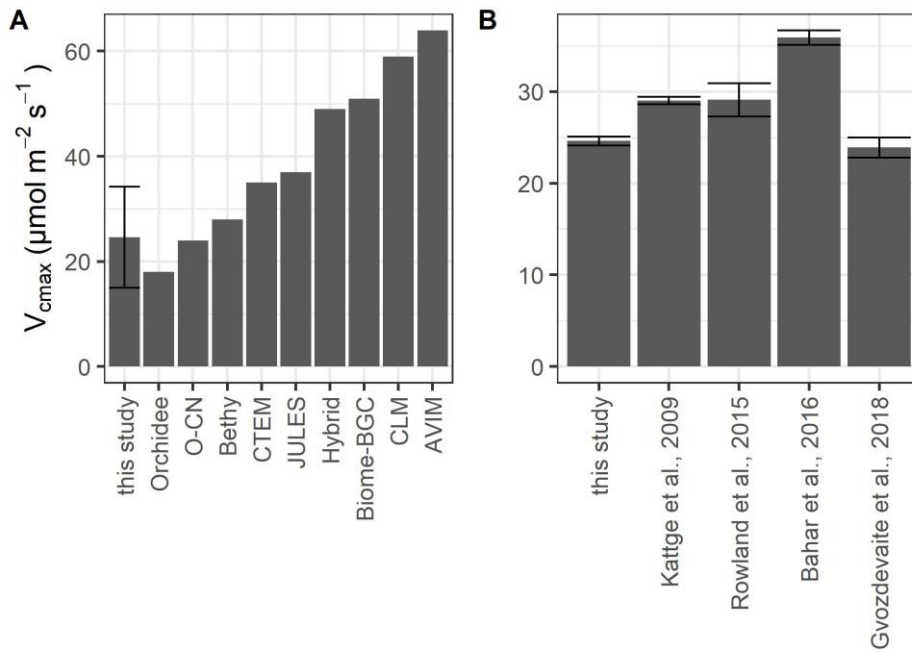 A
V_cmax (μmol m⁻² s⁻¹ )
60
40
20
0
this study
Orchidee
O-CN
Bethy
CTEM
JULES
Hybrid
Biome-BGC
CLM
AVIM
B
30
20
10
0
this study
Kattge et al., 2009
Rowland et al., 2015
Bahar et al., 2016
Gvozdevaite et al., 2018